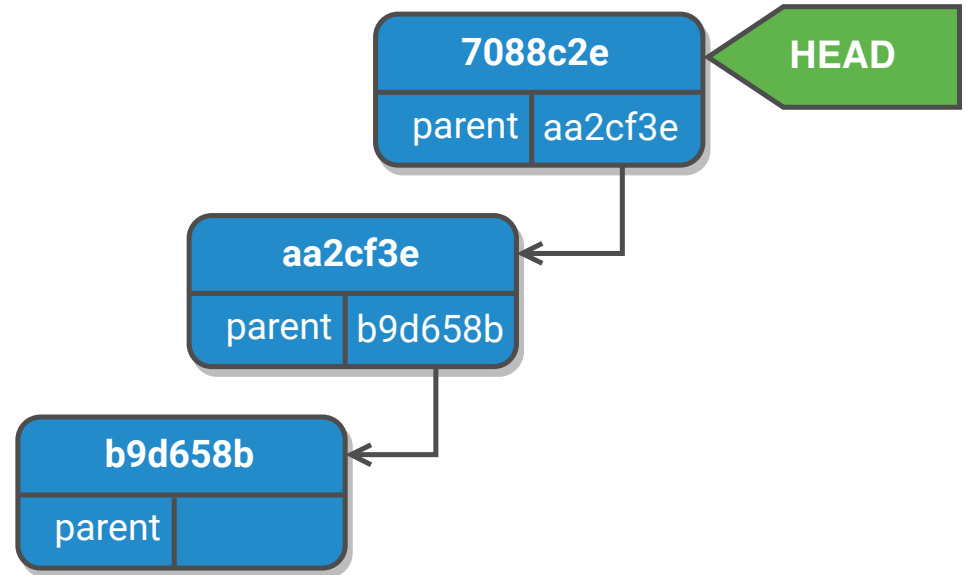 7088c2e
HEAD
parent aa2cf3e
aa2cf3e
parent b9d658b
b9d658b
parent